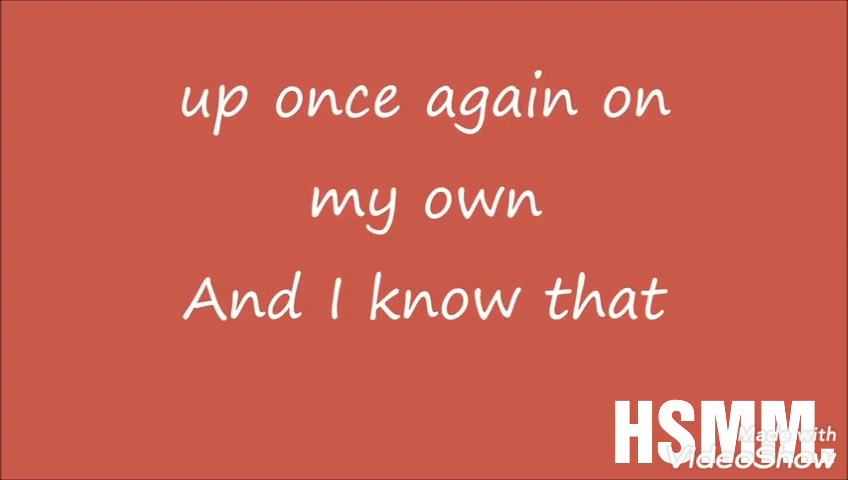 up once again on
my own
And I know that
HSMM.
Made with
VideoShow